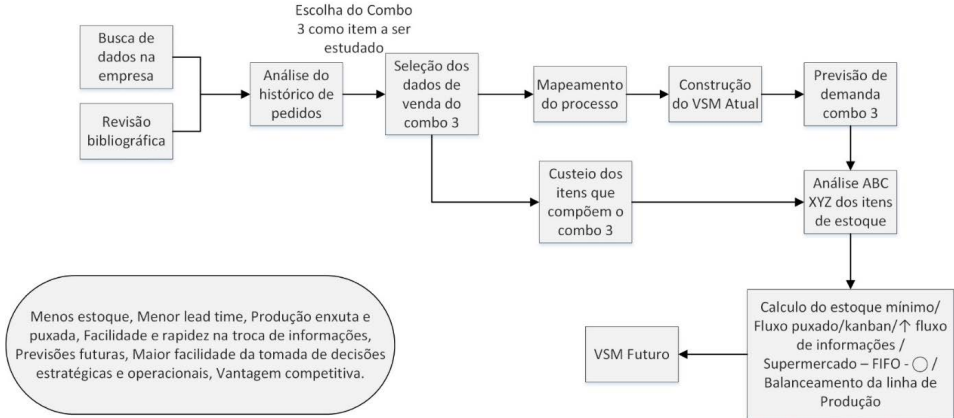 Escolha do Combo
3 como item a ser
estudado
Busca de
dados na
empresa
Revisão
bibliográfica
Análise do
histórico de
pedidos
Seleção dos
dados de
venda do
combo 3
Mapeamento
do processo
Construção
do VSM Atual
Previsão de
demanda
combo 3
Custeio dos
itens que
compõem o
combo 3
Análise ABC
XYZ dos itens
de estoque
Calculo do estoque mínimo/
Fluxo puxado/kanban/↑ fluxo
de informações /
Supermercado – FIFO - ◯ /
Balanceamento da linha de
Produção
VSM Futuro
Menos estoque, Menor lead time, Produção enxuta e
puxada, Facilidade e rapidez na troca de informações,
Previsões futuras, Maior facilidade da tomada de decisões
estratégicas e operacionais, Vantagem competitiva.